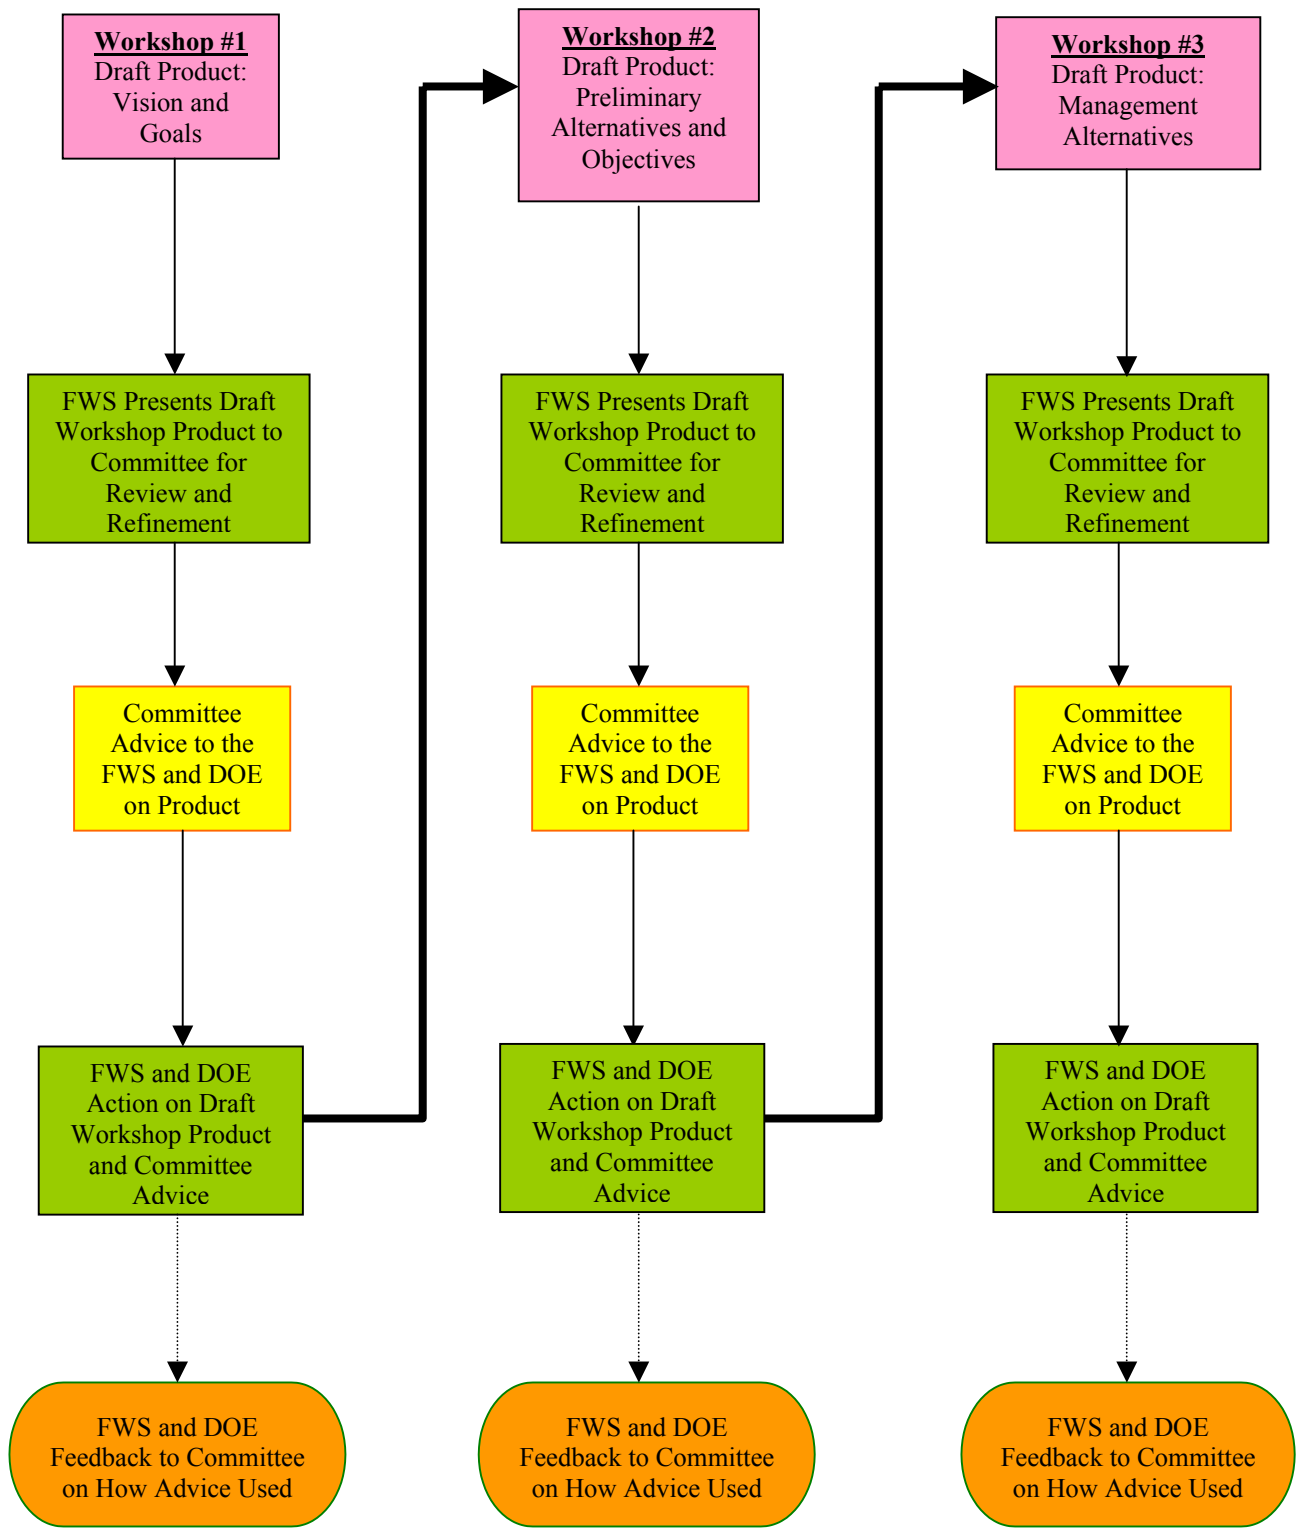 Workshop #1
Draft Product:
Vision and
Goals
Workshop #2
Draft Product:
Preliminary
Alternatives and
Objectives
Workshop #3
Draft Product:
Management
Alternatives
FWS Presents Draft
Workshop Product to
Committee for
Review and
Refinement
FWS Presents Draft
Workshop Product to
Committee for
Review and
Refinement
FWS Presents Draft
Workshop Product to
Committee for
Review and
Refinement
Committee
Advice to the
FWS and DOE
on Product
Committee
Advice to the
FWS and DOE
on Product
Committee
Advice to the
FWS and DOE
on Product
FWS and DOE
Action on Draft
Workshop Product
and Committee
Advice
FWS and DOE
Action on Draft
Workshop Product
and Committee
Advice
FWS and DOE
Action on Draft
Workshop Product
and Committee
Advice
FWS and DOE
Feedback to Committee
on How Advice Used
FWS and DOE
Feedback to Committee
on How Advice Used
FWS and DOE
Feedback to Committee
on How Advice Used